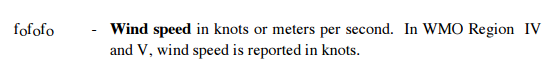 fofofo - Wind speed in knots or meters per second. In WMO Region IV
and V, wind speed is reported in knots.